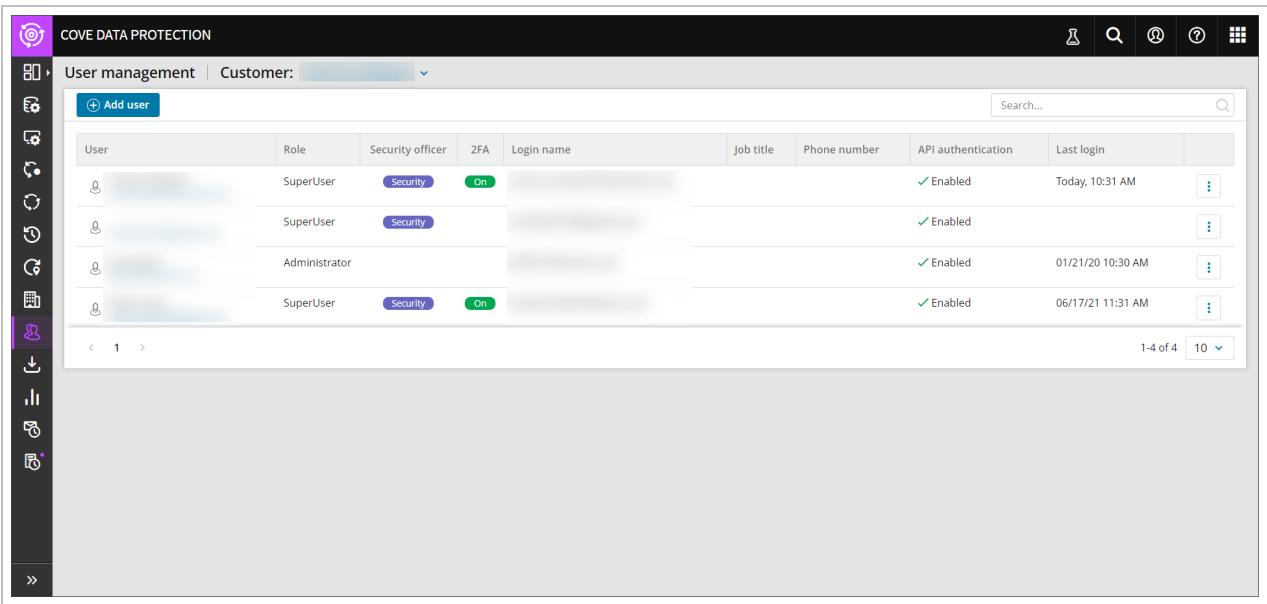 COVE DATA PROTECTION
User management Customer:
Add user Search...
User Role Security officer 2FA Login name Job title Phone number API authentication Last login
SuperUser Security On Enabled Today, 10:31 AM
SuperUser Security Enabled
Administrator Enabled 01/21/20 10:30 AM
SuperUser Security On Enabled 06/17/21 11:31 AM
1 1-4 of 4 10